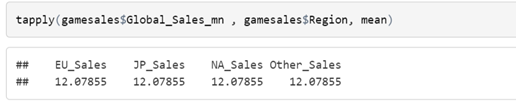 tapply(gamesales$Global_Sales_mn , gamesales$Region, mean)
## EU_Sales JP_Sales NA_Sales Other_Sales
## 12.07855 12.07855 12.07855 12.07855